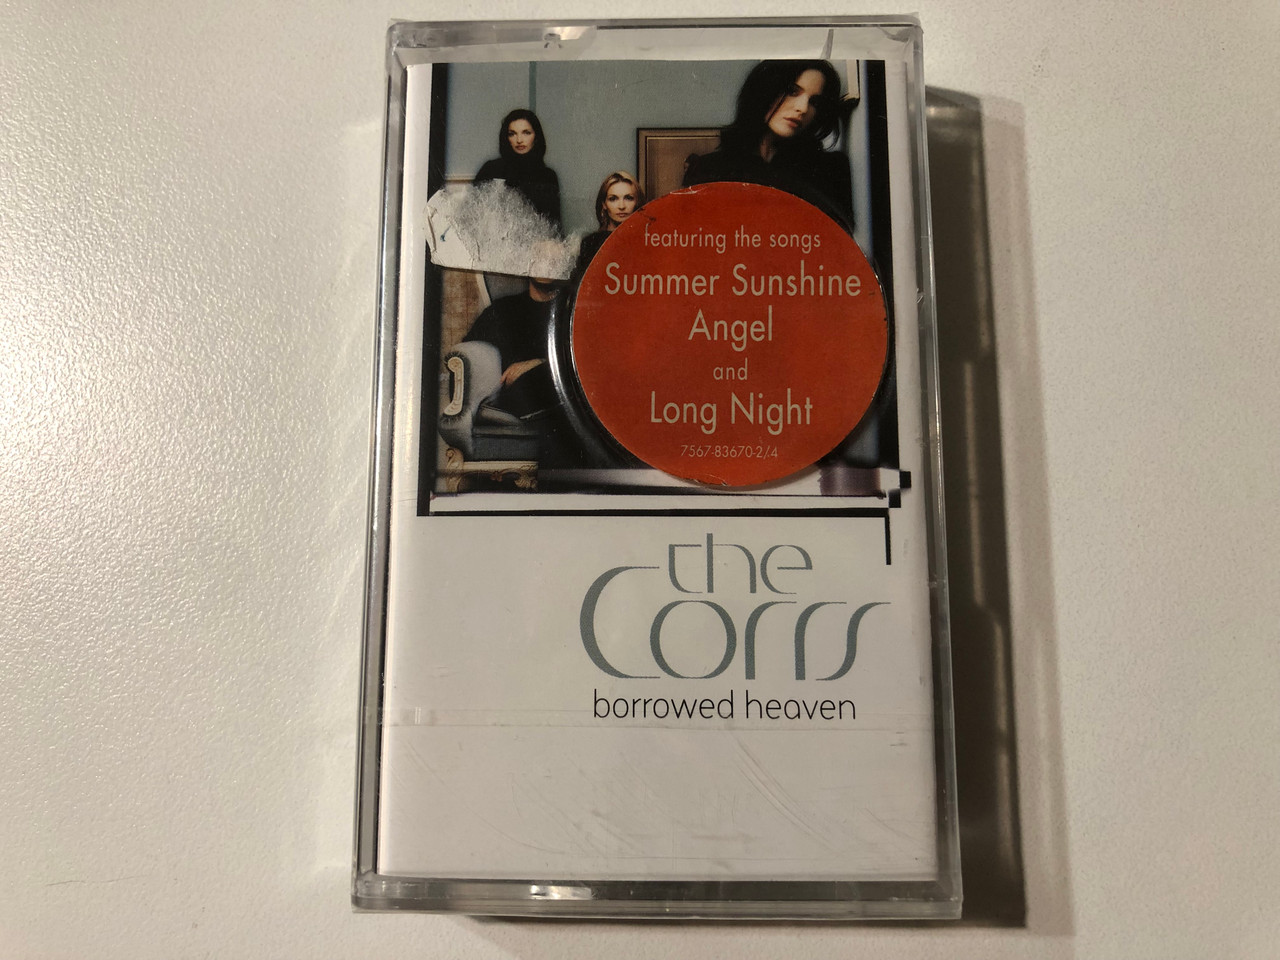 featuring the songs
Summer Sunshine
Angel
and
Long Night
7567-83670-2/.4
the
Corrs
borrowed heaven